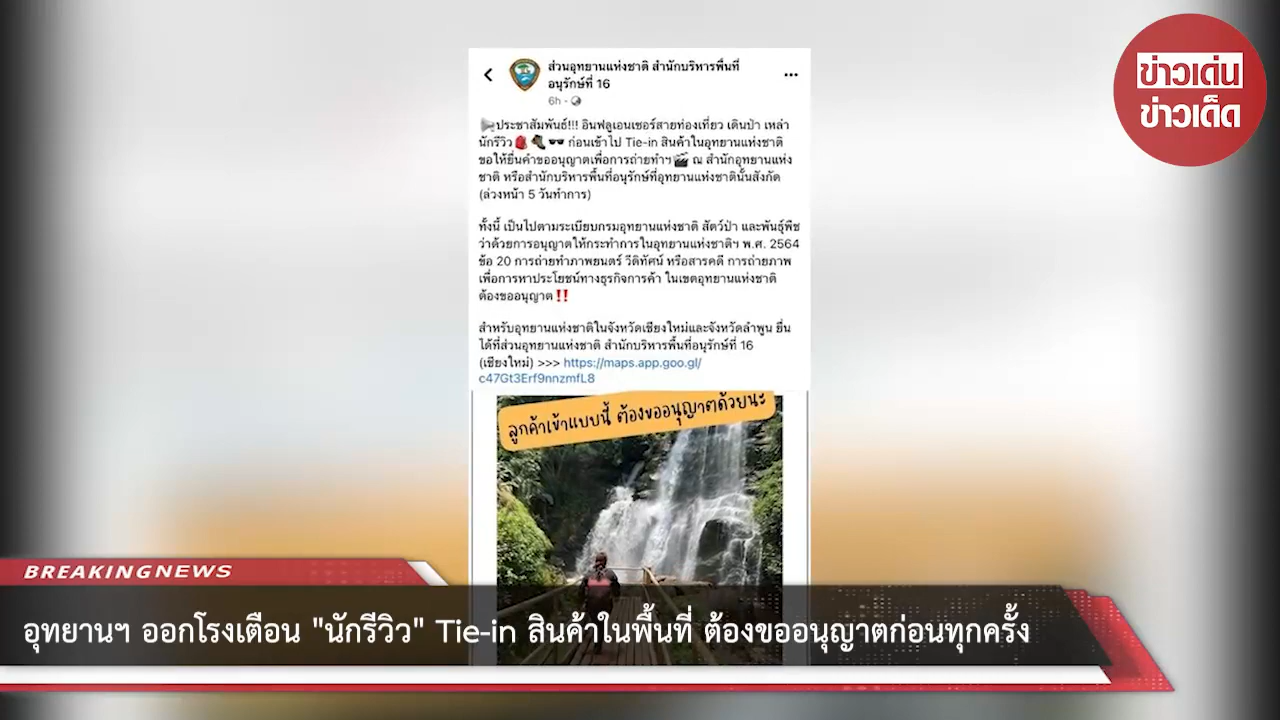 ข่าวเด่น
ข่าวเด็ด
ส่วนอุทยานแห่งชาติ สำนักบริหารพื้นที่
อนุรักษ์ที่ 16
6h
ประชาสัมพันธ์!!! อินฟลูเอนเซอร์สายท่องเที่ยว เดินป่า เหล่า
นักรีวิว🎒🥾🕶️ ก่อนเข้าไป Tie-in สินค้าในอุทยานแห่งชาติ
ขอให้ยื่นคำขออนุญาตเพื่อการถ่ายทำฯ🎬 ณ สำนักอุทยานแห่ง
ชาติ หรือสำนักบริหารพื้นที่อนุรักษ์ที่อุทยานแห่งชาตินั้นสังกัด
(ล่วงหน้า 5 วันทำการ)
ทั้งนี้ เป็นไปตามระเบียบกรมอุทยานแห่งชาติ สัตว์ป่า และพันธุ์พืช
ว่าด้วยการอนุญาตให้กระทำการในอุทยานแห่งชาติฯ พ.ศ. 2564
ข้อ 20 การถ่ายทำภาพยนตร์ วีดิทัศน์ หรือสารคดี การถ่ายภาพ
เพื่อการหาประโยชน์ทางธุรกิจการค้า ในเขตอุทยานแห่งชาติ
ต้องขออนุญาต‼️
สำหรับอุทยานแห่งชาติในจังหวัดเชียงใหม่และจังหวัดลำพูน ยื่น
ได้ที่ส่วนอุทยานแห่งชาติ สำนักบริหารพื้นที่อนุรักษ์ที่ 16
(เชียงใหม่) >>> https://maps.app.goo.gl/
c47Gt3Erf9nnzmfL8
ลูกค้าเข้าแบบนี้ ต้องขออนุญาตด้วยนะ
BREAKINGNEWS
อุทยานฯ ออกโรงเตือน "นักรีวิว" Tie-in สินค้าในพื้นที่ ต้องขออนุญาตก่อนทุกครั้ง